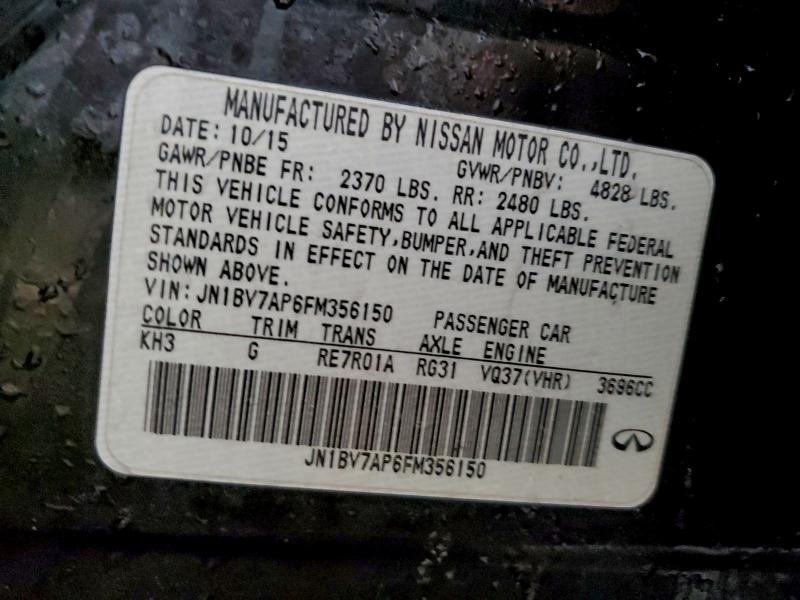 MANUFACTURED BY NISSAN MOTOR CO.,LTD.
DATE: 10/15 GVWR/PNBV: 4828 LBS.
GAWR/PNBE FR: 2370 LBS. RR: 2480 LBS.
THIS VEHICLE CONFORMS TO ALL APPLICABLE FEDERAL
MOTOR VEHICLE SAFETY,BUMPER,AND THEFT PREVENTION
STANDARDS IN EFFECT ON THE DATE OF MANUFACTURE
SHOWN ABOVE.
VIN: JN1BV7AP6FM356150 PASSENGER CAR
COLOR TRIM TRANS AXLE ENGINE
KH3 G RE7R01A RG31 VQ37(VHR) 3696CC
JN1BV7AP6FM356150